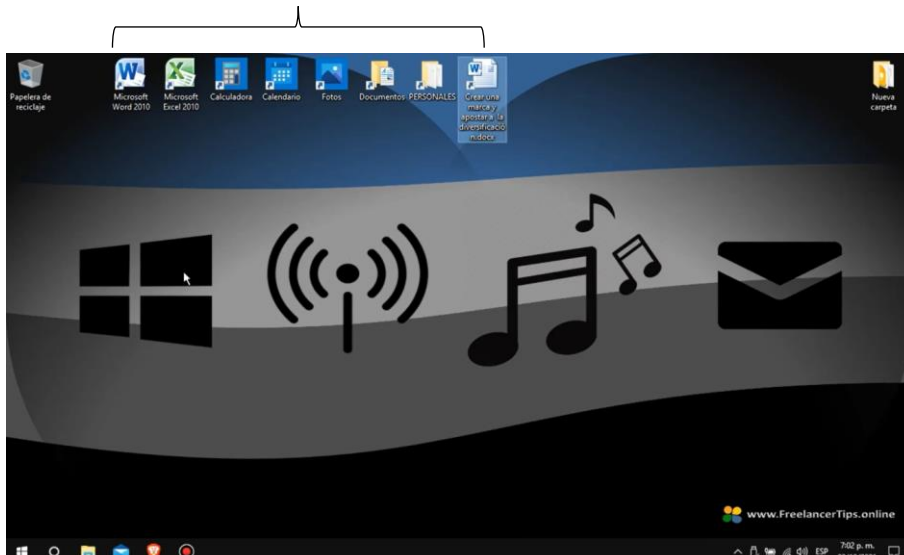 Papelera de
reciclaje
Microsoft
Word 2010
Microsoft
Excel 2010
Calculadora
Calendario
Fotos
Documentos
PERSONALES
Crear una
marca y
apostar a la
diversificació
n.docx
Nueva
carpeta
www.FreelancerTips.online
ESP
7:02 p. m.